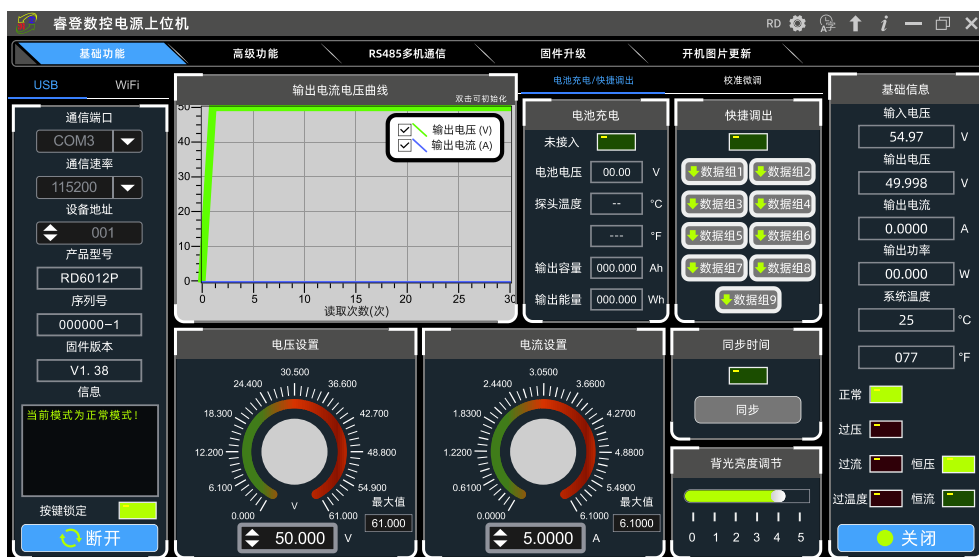 睿登数控电源上位机
RD
基础功能
高级功能
RS485多机通信
固件升级
开机图片更新
USB
WiFi
通信端口
COM3
通信速率
115200
设备地址
001
产品型号
RD6012P
序列号
000000-1
固件版本
V1.38
信息
当前模式为正常模式!
按键锁定
断开
输出电流电压曲线
双击可初始化
50
40
30
20
10
0
0 5 10 15 20 25 30
读取次数(次)
输出电压 (V)
输出电流 (A)
电池充电/快捷调出
校准微调
电池充电
未接入
电池电压 00.00 V
探头温度 -- °C
--- °F
输出容量 000.000 Ah
输出能量 000.000 Wh
快捷调出
数据组1 数据组2
数据组3 数据组4
数据组5 数据组6
数据组7 数据组8
数据组9
电压设置
0.000
6.100
12.200
18.300
24.400
30.500
36.600
42.700
48.800
54.900
61.000
V
最大值
61.000
50.000 V
电流设置
0.0000
0.6100
1.2200
1.8300
2.4400
3.0500
3.6600
4.2700
4.8800
5.4900
6.1000
A
最大值
6.1000
5.0000 A
同步时间
同步
背光亮度调节
0 1 2 3 4 5
基础信息
输入电压
54.97 V
输出电压
49.998 V
输出电流
0.0000 A
输出功率
00.000 W
系统温度
25 °C
077 °F
正常
过压
过流 恒压
过温度 恒流
关闭